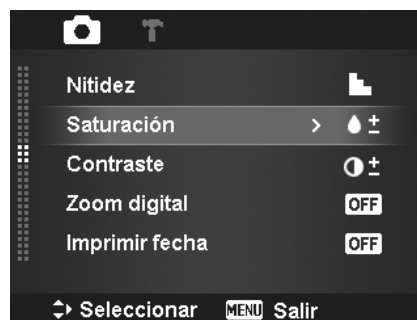 Nitidez
Saturación
Contraste
Zoom digital OFF
Imprimir fecha OFF
Seleccionar MENU Salir